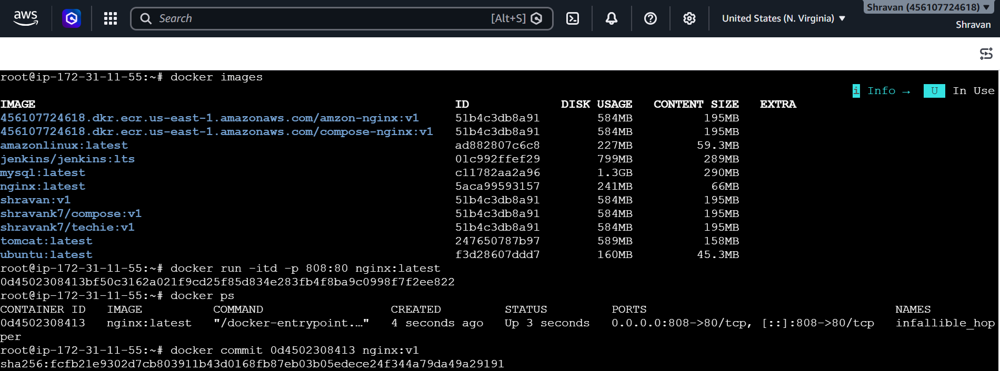 aws
Search [Alt+S]
United States (N. Virginia) ▼
Shravan (456107724618) ▼
Shravan
root@ip-172-31-11-55:~# docker images
i Info → U In Use
IMAGE ID DISK USAGE CONTENT SIZE EXTRA
456107724618.dkr.ecr.us-east-1.amazonaws.com/amzon-nginx:v1 51b4c3db8a91 584MB 195MB
456107724618.dkr.ecr.us-east-1.amazonaws.com/compose-nginx:v1 51b4c3db8a91 584MB 195MB
amazonlinux:latest ad882807c6c8 227MB 59.3MB
jenkins/jenkins:lts 01c992ffef29 799MB 289MB
mysql:latest c11782aa2a96 1.3GB 290MB
nginx:latest 5aca99593157 241MB 66MB
shravan:v1 51b4c3db8a91 584MB 195MB
shravank7/compose:v1 51b4c3db8a91 584MB 195MB
shravank7/techie:v1 51b4c3db8a91 584MB 195MB
tomcat:latest 247650787b97 589MB 158MB
ubuntu:latest f3d28607ddd7 160MB 45.3MB
root@ip-172-31-11-55:~# docker run -itd -p 808:80 nginx:latest
0d4502308413bf50c3162a021f9cd25f85d834e283fb4f8ba9c0998f7f2ee822
root@ip-172-31-11-55:~# docker ps
CONTAINER ID IMAGE COMMAND CREATED STATUS PORTS NAMES
0d4502308413 nginx:latest "/docker-entrypoint.…" 4 seconds ago Up 3 seconds 0.0.0.0:808->80/tcp, [::]:808->80/tcp infallible_hop
per
root@ip-172-31-11-55:~# docker commit 0d4502308413 nginx:v1
sha256:fcfb21e9302d7cb803911b43d0168fb87eb03b05edece24f344a79da49a29191